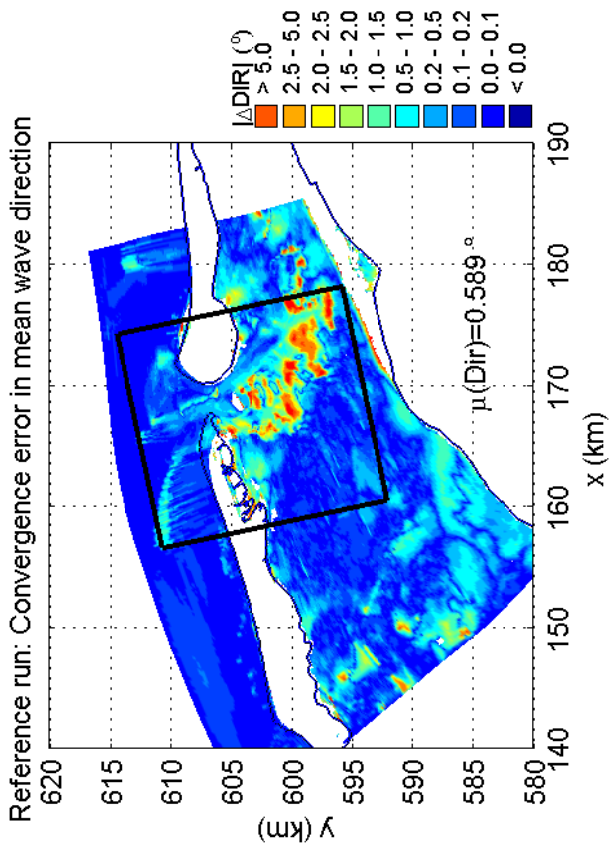 Reference run: Convergence error in mean wave direction
620
615
610
605
600
595
590
585
580
y (km)
140
150
160
170
180
190
x (km)
μ(Dir)=0.589 °
|△DIR| (°)
> 5.0
2.5 - 5.0
2.0 - 2.5
1.5 - 2.0
1.0 - 1.5
0.5 - 1.0
0.2 - 0.5
0.1 - 0.2
0.0 - 0.1
< 0.0